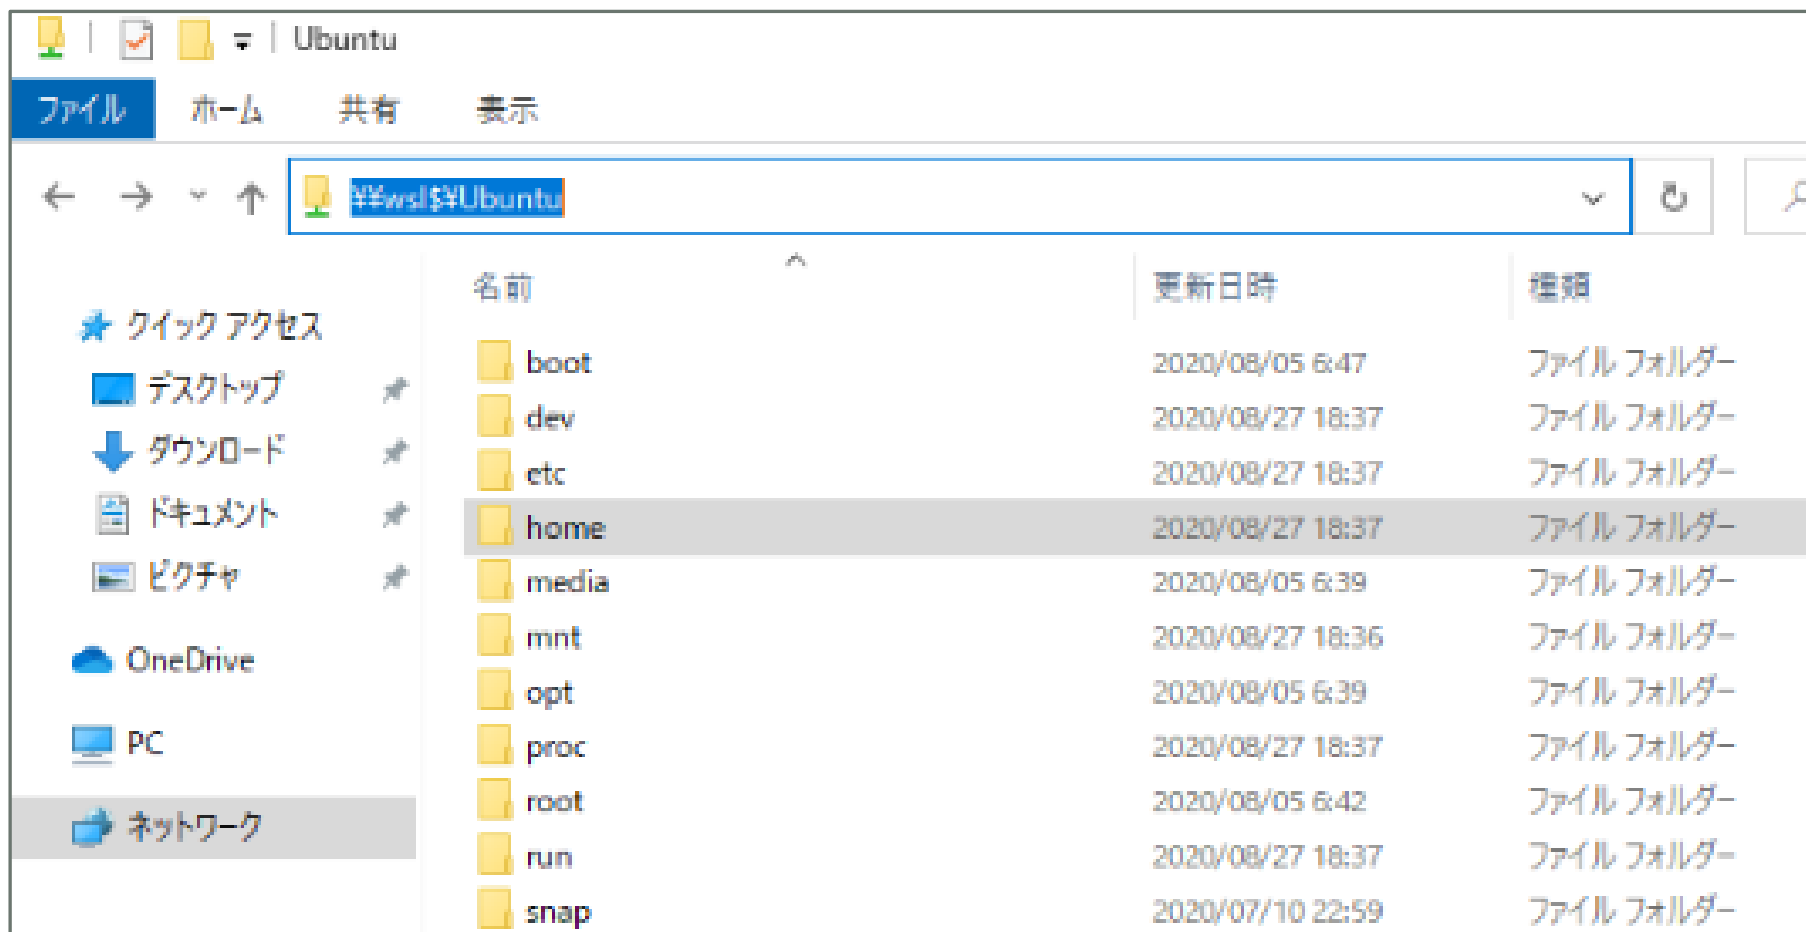 Ubuntu
ファイル ホーム 共有 表示
¥¥wsl$¥Ubuntu
名前 更新日時 種類
クイック アクセス
デスクトップ
ダウンロード
ドキュメント
ピクチャ
OneDrive
PC
ネットワーク
boot 2020/08/05 6:47 ファイル フォルダー
dev 2020/08/27 18:37 ファイル フォルダー
etc 2020/08/27 18:37 ファイル フォルダー
home 2020/08/27 18:37 ファイル フォルダー
media 2020/08/05 6:39 ファイル フォルダー
mnt 2020/08/27 18:36 ファイル フォルダー
opt 2020/08/05 6:39 ファイル フォルダー
proc 2020/08/27 18:37 ファイル フォルダー
root 2020/08/05 6:42 ファイル フォルダー
run 2020/08/27 18:37 ファイル フォルダー
snap 2020/07/10 22:59 ファイル フォルダー